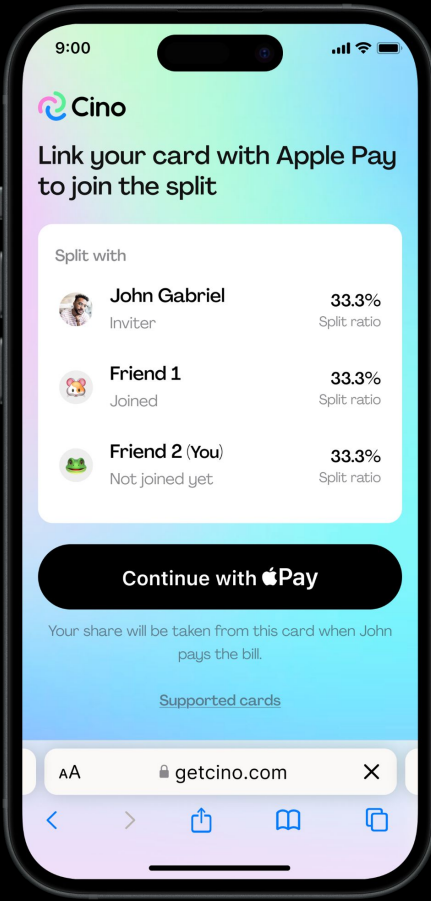 9:00
Cino
Link your card with Apple Pay
to join the split
Split with
John Gabriel
33.3%
Inviter
Split ratio
Friend 1
33.3%
Joined
Split ratio
Friend 2 (You)
33.3%
Not joined yet
Split ratio
Continue with Pay
Your share will be taken from this card when John
pays the bill.
Supported cards
AA
getcino.com